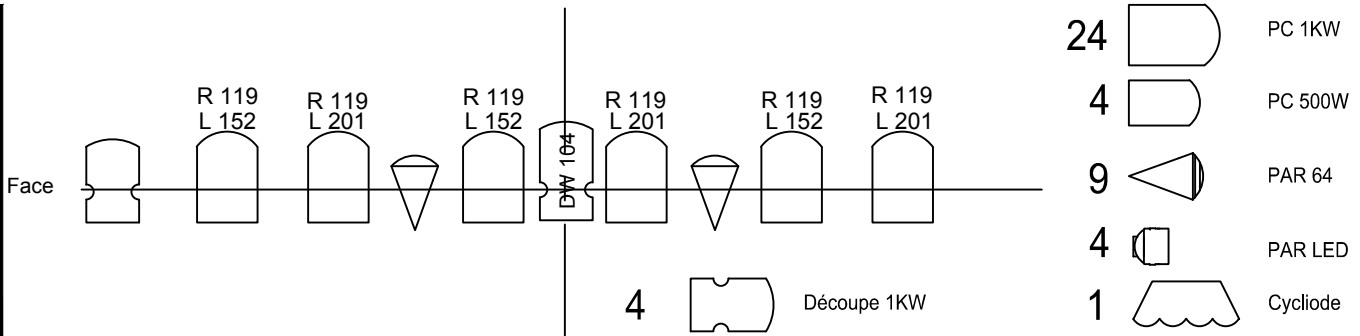 R 119
L 152
R 119
L 201
R 119
L 152
DW 104
R 119
L 201
R 119
L 152
R 119
L 201
Face
24 PC 1KW
4 PC 500W
9 PAR 64
4 PAR LED
4 Découpe 1KW
1 Cycliode